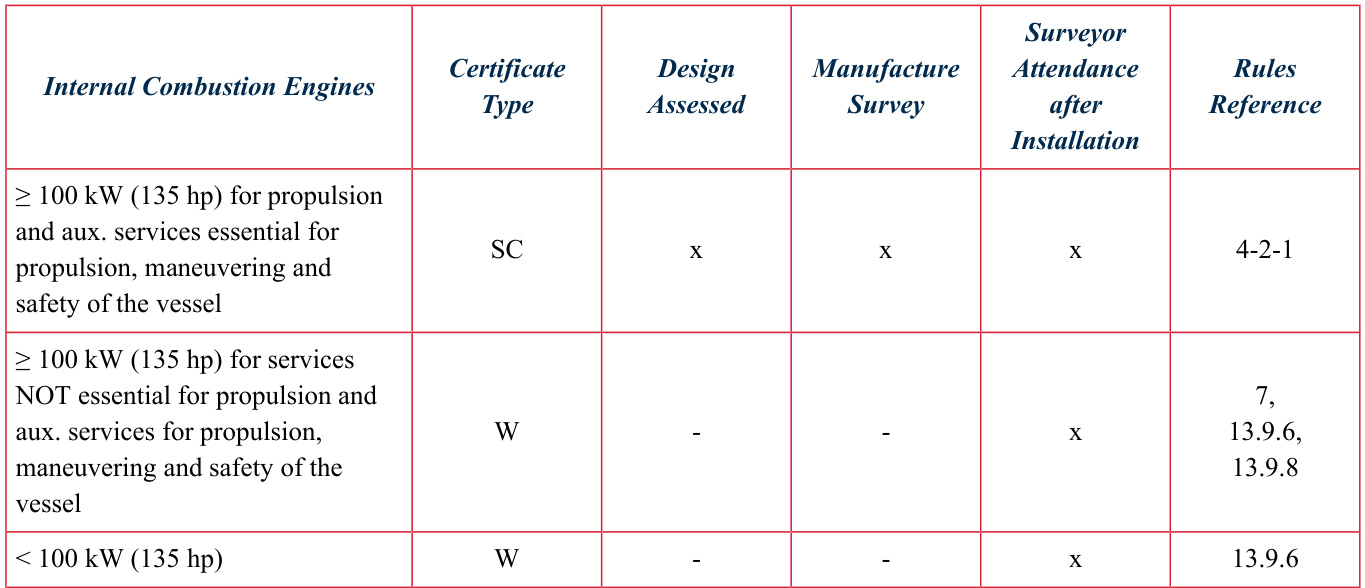 Internal Combustion Engines
Certificate
Type
Design
Assessed
Manufacture
Survey
Surveyor
Attendance
after
Installation
Rules
Reference
≥ 100 kW (135 hp) for propulsion
and aux. services essential for
propulsion, maneuvering and
safety of the vessel
SC
x
x
x
4-2-1
≥ 100 kW (135 hp) for services
NOT essential for propulsion and
aux. services for propulsion,
maneuvering and safety of the
vessel
W
-
-
x
7,
13.9.6,
13.9.8
< 100 kW (135 hp)
W
-
-
x
13.9.6